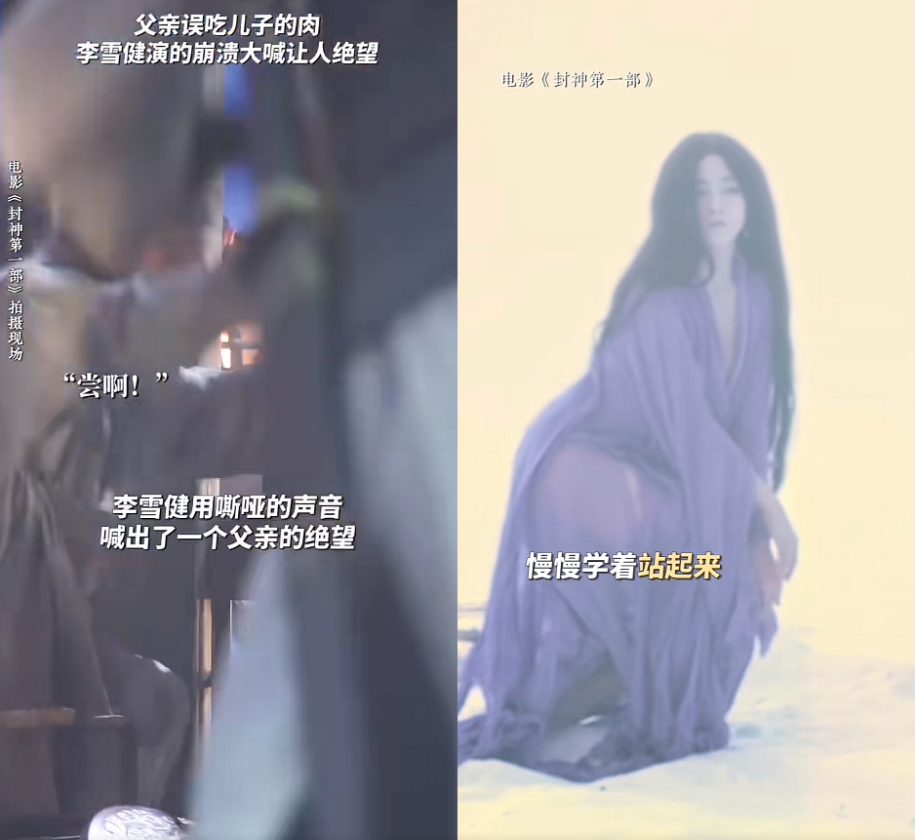 父亲误吃儿子的肉
李雪健演的崩溃大喊让人绝望
电影《封神第一部》拍摄现场
“尝啊！”
李雪健用嘶哑的声音
喊出了一个父亲的绝望
电影《封神第一部》
慢慢学着站起来